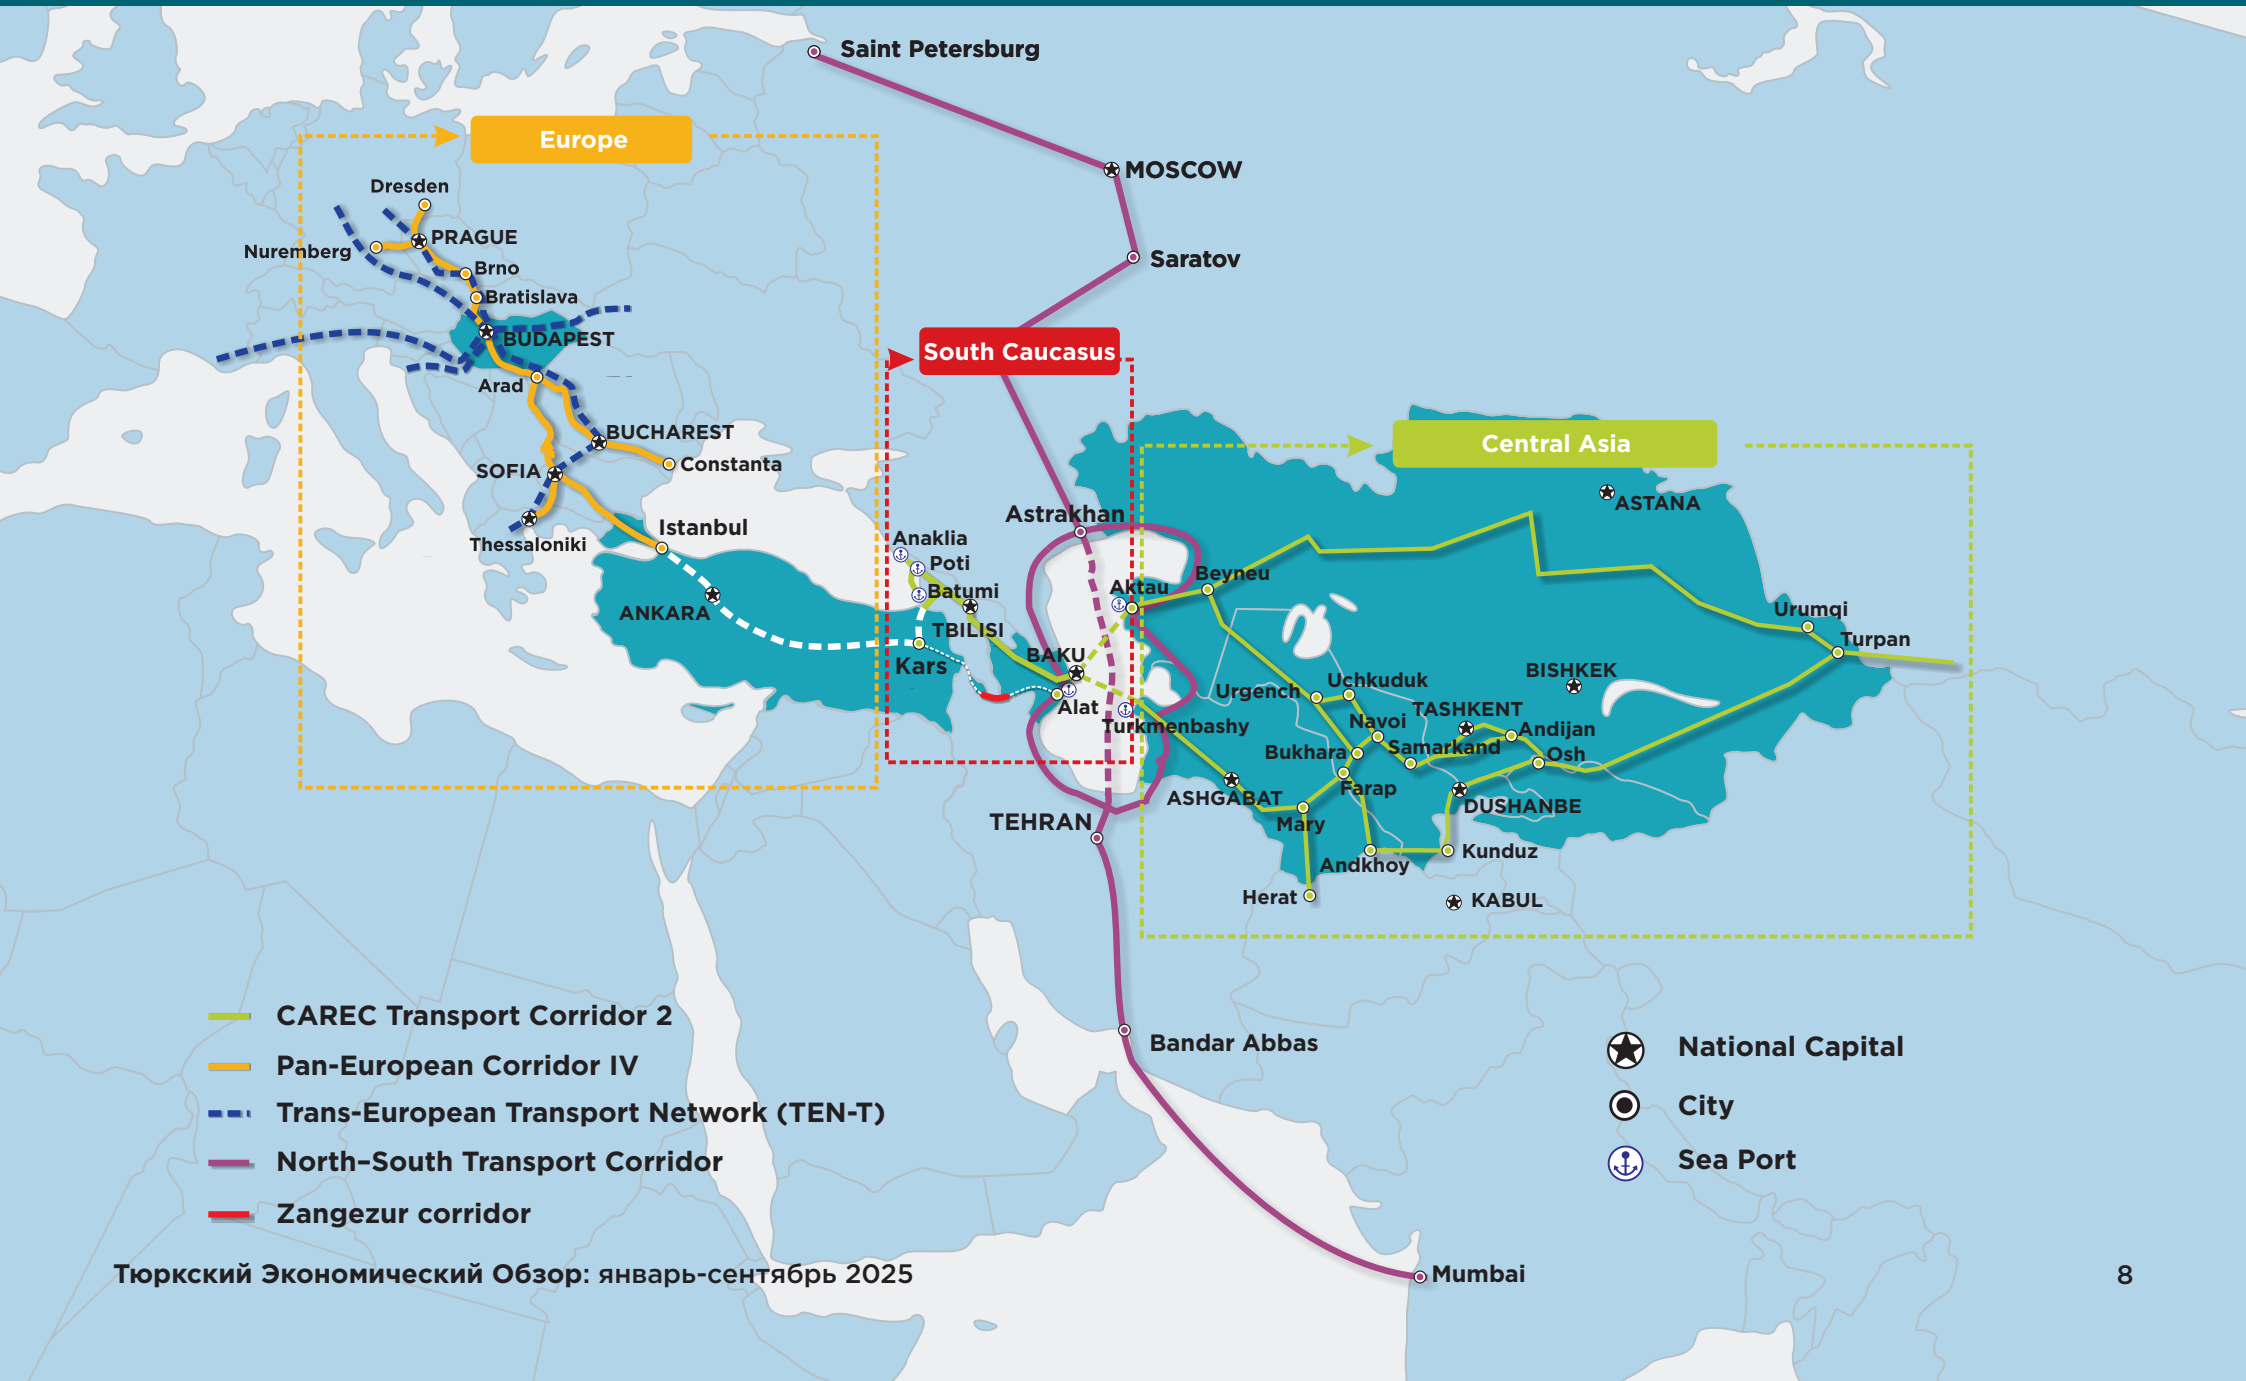 Saint Petersburg
Europe
MOSCOW
Dresden
PRAGUE
Nuremberg
Brno
Saratov
Bratislava
BUDAPEST
South Caucasus
Arad
BUCHAREST
Central Asia
SOFIA
Constanta
ASTANA
Istanbul
Astrakhan
Thessaloniki
Anaklia
Poti
Beyneu
Aktau
Batumi
ANKARA
Urumqi
TBILISI
Turpan
BAKU
Kars
BISHKEK
Uchkuduk
Urgench
Alat
TASHKENT
Navoi
Turkmenbashy
Andijan
Samarkand
Bukhara
Osh
Farap
ASHGABAT
DUSHANBE
TEHRAN
Mary
Kunduz
Andkhoy
Herat
KABUL
CAREC Transport Corridor 2
Pan-European Corridor IV
Trans-European Transport Network (TEN-T)
North–South Transport Corridor
Zangezur corridor
Bandar Abbas
National Capital
City
Sea Port
Mumbai
Тюркский Экономический Обзор: январь-сентябрь 2025
8